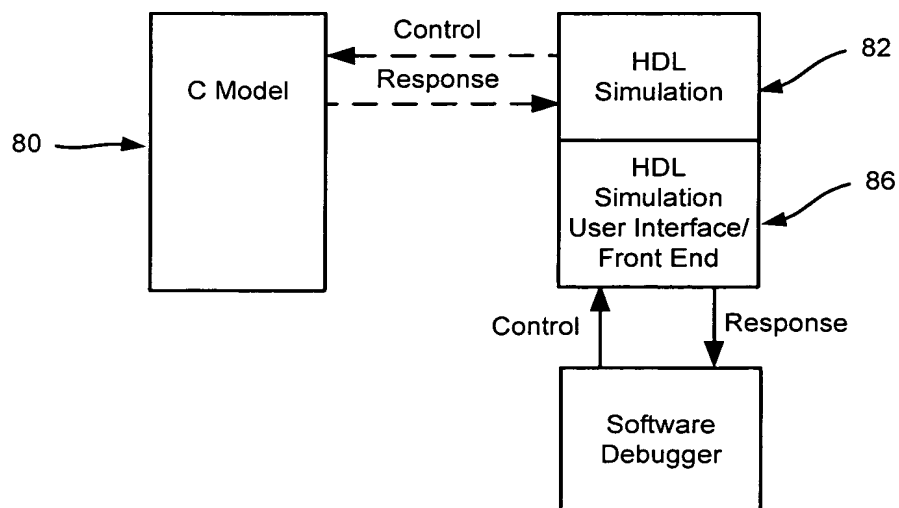 Control
Response
C Model
80
HDL
Simulation
82
HDL
Simulation
User Interface/
Front End
86
Control
Response
Software
Debugger